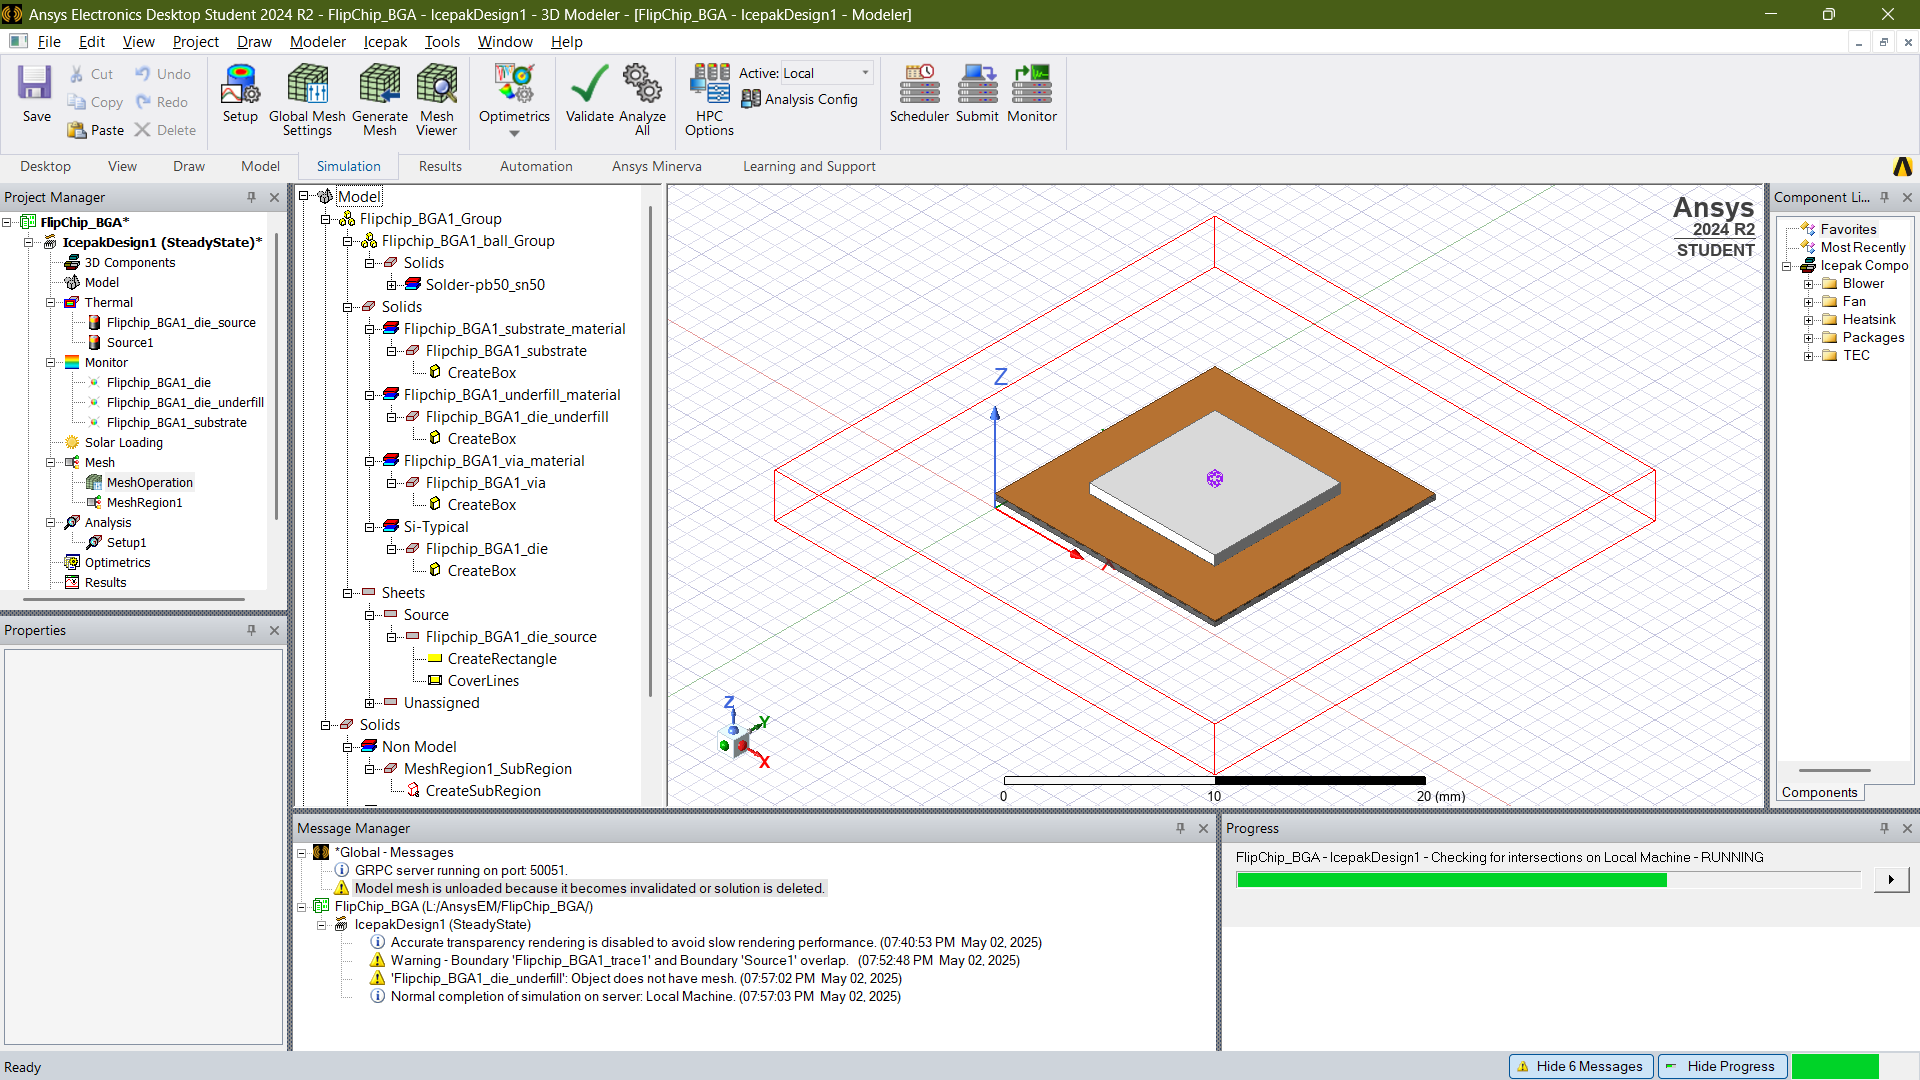 Ansys Electronics Desktop Student 2024 R2 - FlipChip_BGA - IcepakDesign1 - 3D Modeler - [FlipChip_BGA - IcepakDesign1 - Modeler]
File Edit View Project Draw Modeler Icepak Tools Window Help
Save
Cut
Copy
Paste
Undo
Redo
Delete
Setup
Global Mesh Settings
Generate Mesh
Mesh Viewer
Optimetrics
Validate
Analyze All
HPC Options
Active: Local
Analysis Config
Scheduler
Submit
Monitor
Desktop View Draw Model Simulation Results Automation Ansys Minerva Learning and Support
Project Manager
FlipChip_BGA*
IcepakDesign1 (SteadyState)*
3D Components
Model
Thermal
Flipchip_BGA1_die_source
Source1
Monitor
Flipchip_BGA1_die
Flipchip_BGA1_die_underfill
Flipchip_BGA1_substrate
Solar Loading
Mesh
MeshOperation
MeshRegion1
Analysis
Setup1
Optimetrics
Results
Properties
Model
Flipchip_BGA1_Group
Flipchip_BGA1_ball_Group
Solids
Solder-pb50_sn50
Solids
Flipchip_BGA1_substrate_material
Flipchip_BGA1_substrate
CreateBox
Flipchip_BGA1_underfill_material
Flipchip_BGA1_die_underfill
CreateBox
Flipchip_BGA1_via_material
Flipchip_BGA1_via
CreateBox
Si-Typical
Flipchip_BGA1_die
CreateBox
Sheets
Source
Flipchip_BGA1_die_source
CreateRectangle
CoverLines
Unassigned
Solids
Non Model
MeshRegion1_SubRegion
CreateSubRegion
Ansys
2024 R2
STUDENT
Z
X
Z
Y
X
0 10 20 (mm)
Component Li...
Favorites
Most Recently
Icepak Compo
Blower
Fan
Heatsink
Packages
TEC
Components
Message Manager
*Global - Messages
GRPC server running on port: 50051.
Model mesh is unloaded because it becomes invalidated or solution is deleted.
FlipChip_BGA (L:/AnsysEM/FlipChip_BGA/)
IcepakDesign1 (SteadyState)
Accurate transparency rendering is disabled to avoid slow rendering performance. (07:40:53 PM May 02, 2025)
Warning - Boundary 'Flipchip_BGA1_trace1' and Boundary 'Source1' overlap. (07:52:48 PM May 02, 2025)
'Flipchip_BGA1_die_underfill': Object does not have mesh. (07:57:02 PM May 02, 2025)
Normal completion of simulation on server: Local Machine. (07:57:03 PM May 02, 2025)
Progress
FlipChip_BGA - IcepakDesign1 - Checking for intersections on Local Machine - RUNNING
Ready
Hide 6 Messages
Hide Progress